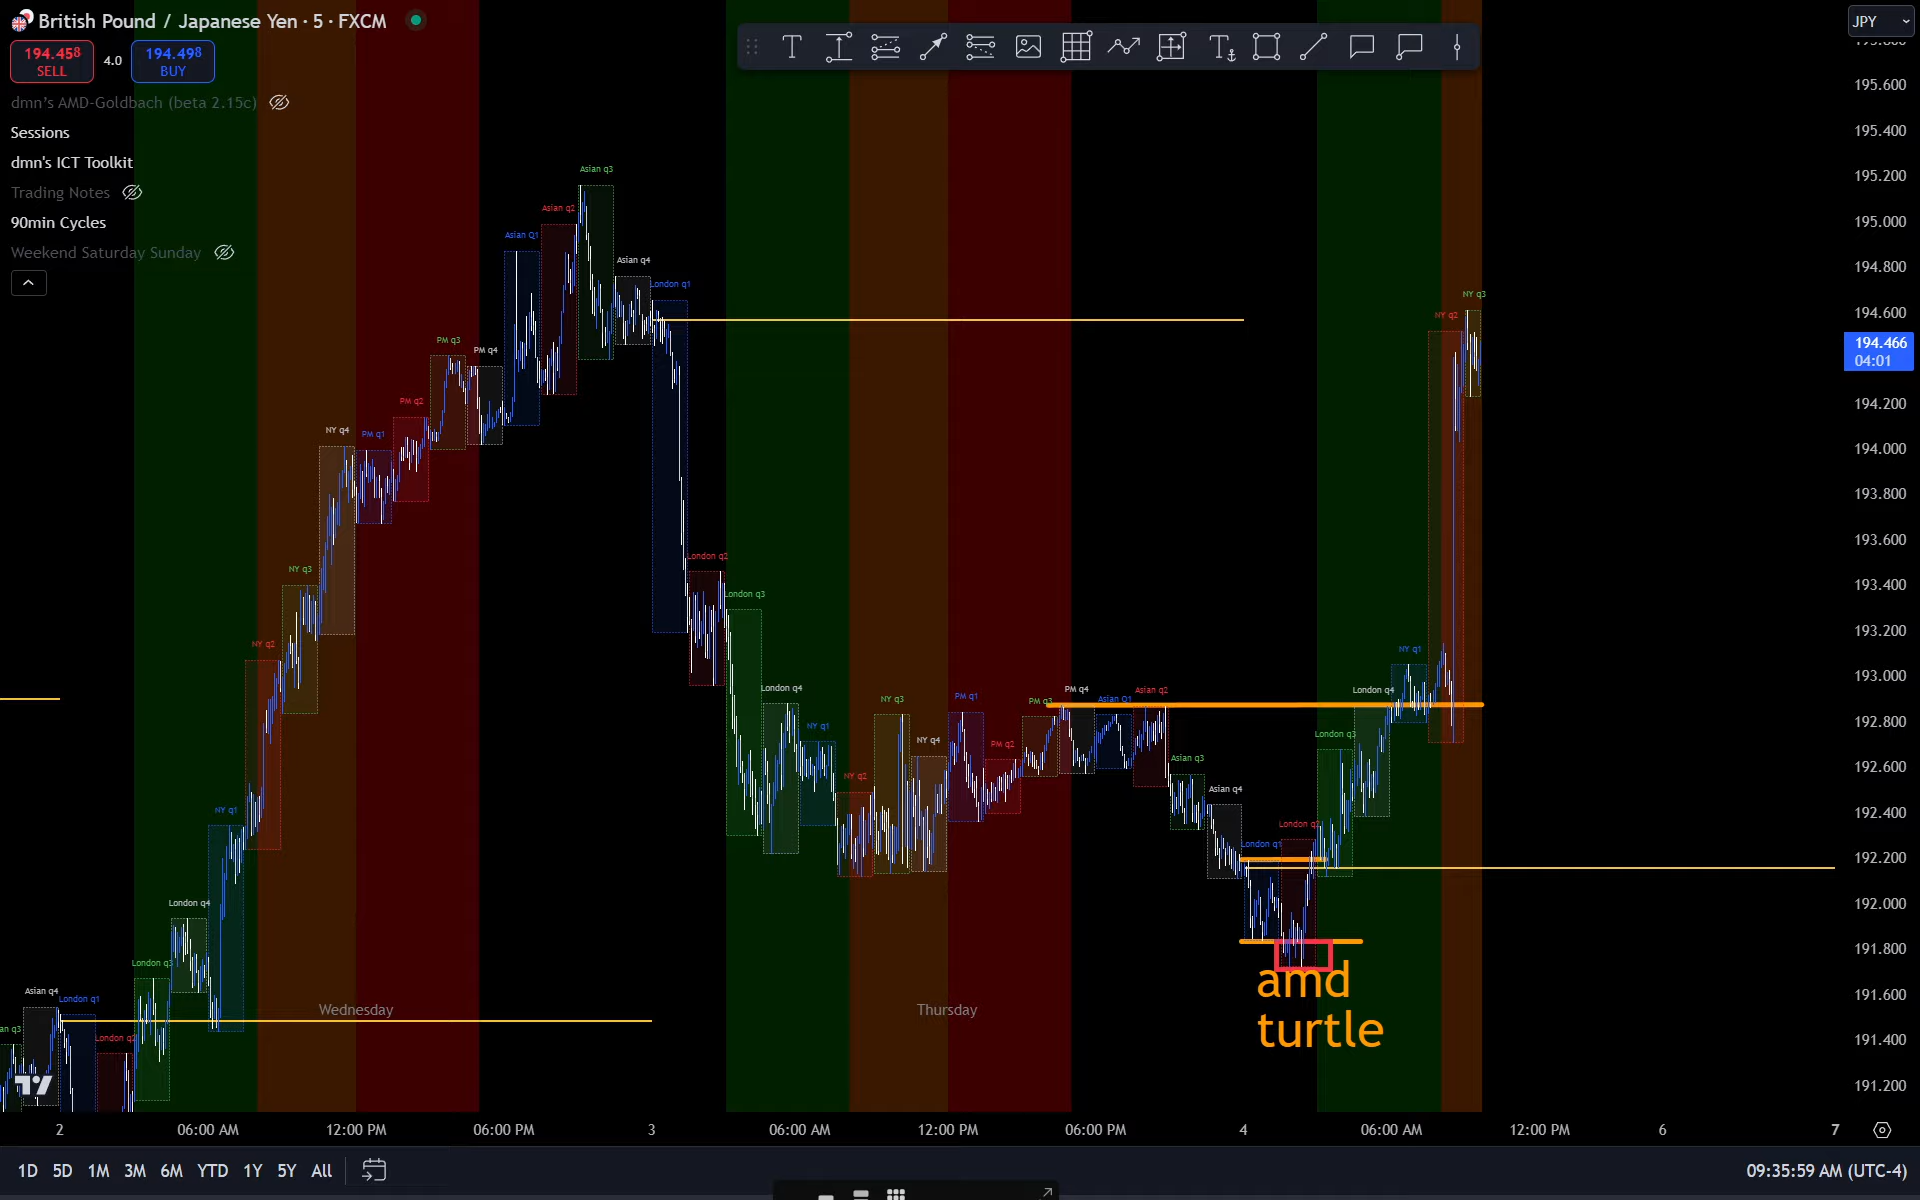 British Pound / Japanese Yen · 5 · FXCM
JPY
194.458
SELL
4.0
194.498
BUY
dmn's AMD-Goldbach (beta 2.15c)
Sessions
dmn's ICT Toolkit
Trading Notes
90min Cycles
Weekend Saturday Sunday
195.600
195.400
195.200
195.000
194.800
194.600
194.466
04:01
194.200
194.000
193.800
193.600
193.400
193.200
193.000
192.800
192.600
192.400
192.200
192.000
191.800
191.600
191.400
191.200
an q3
Asian q4
London q1
London q2
London q3
London q4
NY q1
NY q2
NY q3
NY q4
PM q1
PM q2
PM q3
PM q4
Asian Q1
Asian q2
Asian q3
Asian q4
London q1
London q2
London q3
London q4
NY q1
NY q2
NY q3
NY q4
PM q1
PM q2
PM q3
PM q4
Asian Q1
Asian q2
Asian q3
Asian q4
London q1
London q2
London q3
London q4
NY q1
NY q2
NY q3
amd
turtle
Wednesday
Thursday
2
06:00 AM
12:00 PM
06:00 PM
3
06:00 AM
12:00 PM
06:00 PM
4
06:00 AM
12:00 PM
6
7
1D 5D 1M 3M 6M YTD 1Y 5Y All
09:35:59 AM (UTC-4)